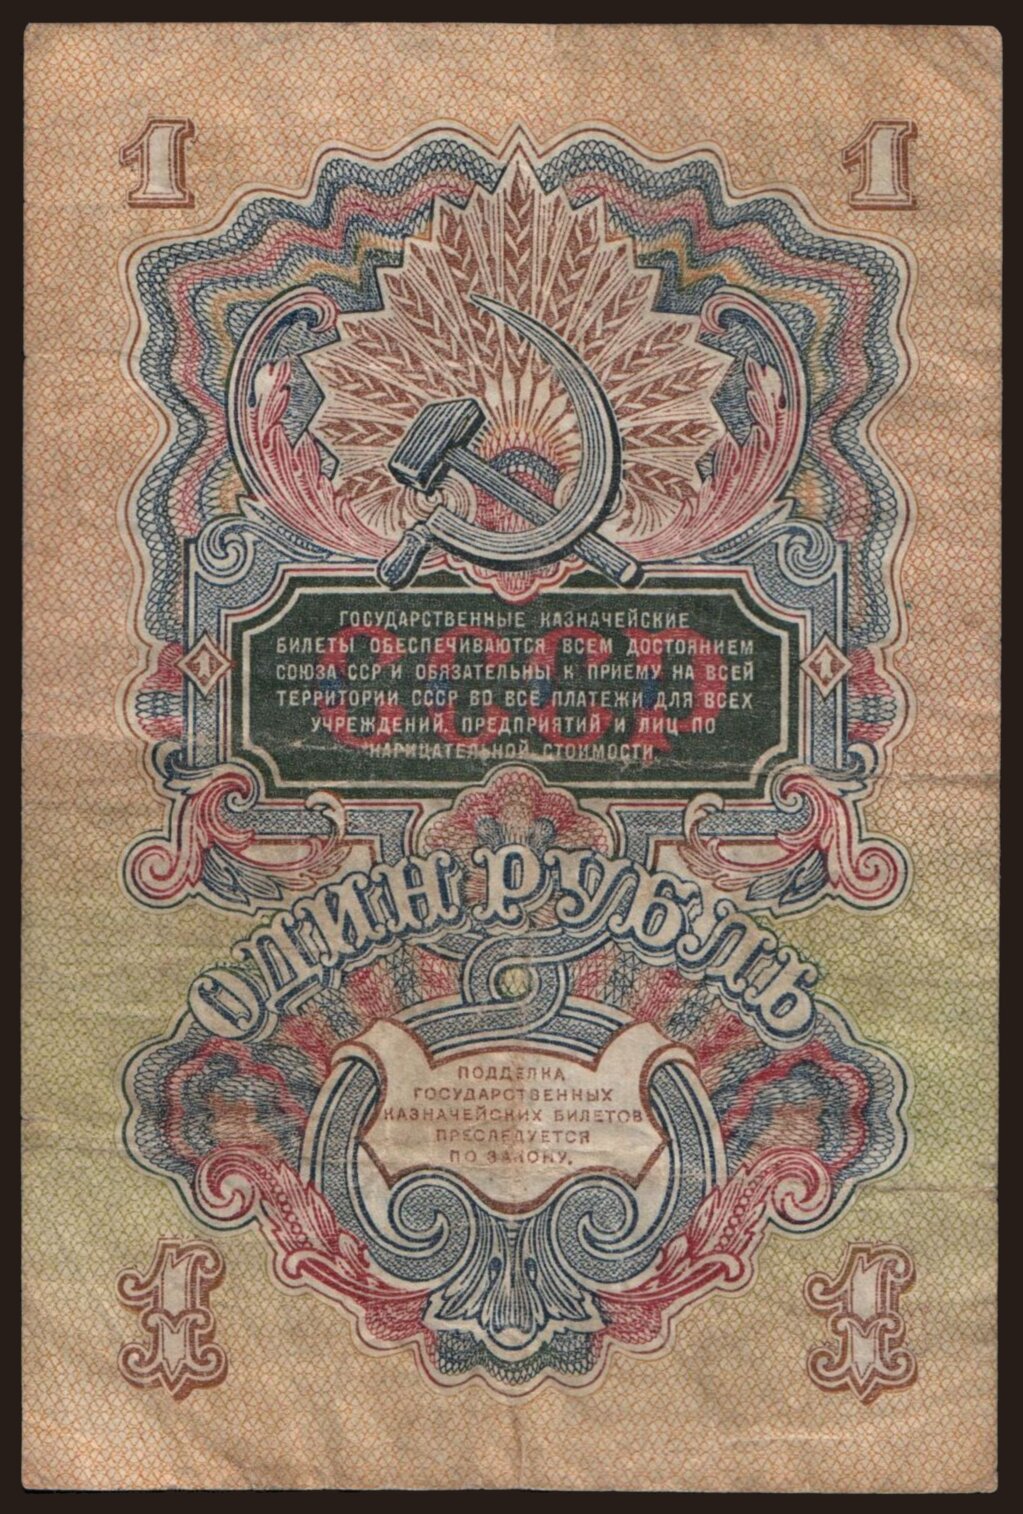 1 1
ГОСУДАРСТВЕННЫЕ КАЗНАЧЕЙСКИЕ
БИЛЕТЫ ОБЕСПЕЧИВАЮТСЯ ВСЕМ ДОСТОЯНИЕМ
1 СОЮЗА ССР И ОБЯЗАТЕЛЬНЫ К ПРИЕМУ НА ВСЕЙ 1
ТЕРРИТОРИИ СССР ВО ВСЕ ПЛАТЕЖИ ДЛЯ ВСЕХ
УЧРЕЖДЕНИЙ, ПРЕДПРИЯТИЙ И ЛИЦ ПО
НАРИЦАТЕЛЬНОЙ СТОИМОСТИ.
СССР
ОДИН РУБЛЬ
ПОДДЕЛКА
ГОСУДАРСТВЕННЫХ
КАЗНАЧЕЙСКИХ БИЛЕТОВ
ПРЕСЛЕДУЕТСЯ
ПО ЗАКОНУ.
1 1